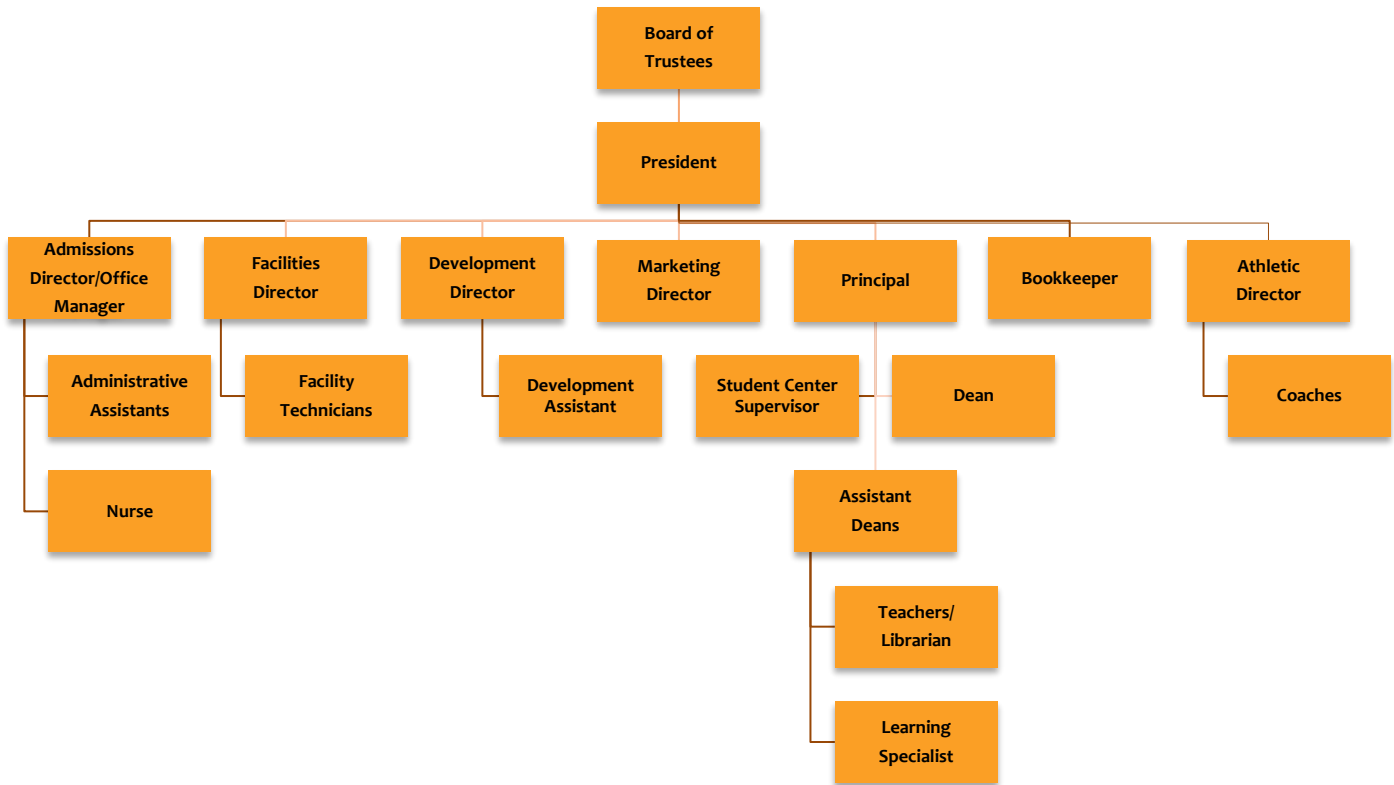 Board of
Trustees
President
Admissions
Director/Office
Manager
Facilities
Director
Development
Director
Marketing
Director
Principal
Bookkeeper
Athletic
Director
Administrative
Assistants
Facility
Technicians
Development
Assistant
Student Center
Supervisor
Dean
Coaches
Nurse
Assistant
Deans
Teachers/
Librarian
Learning
Specialist